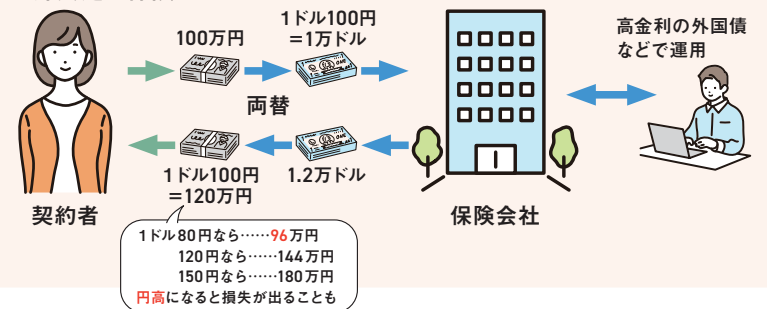 100万円
1ドル100円
=1万ドル
高金利の外国債
などで運用
両替
1ドル100円
=120万円
1.2万ドル
契約者
保険会社
1ドル80円なら……96万円
120円なら……144万円
150円なら……180万円
円高になると損失が出ることも